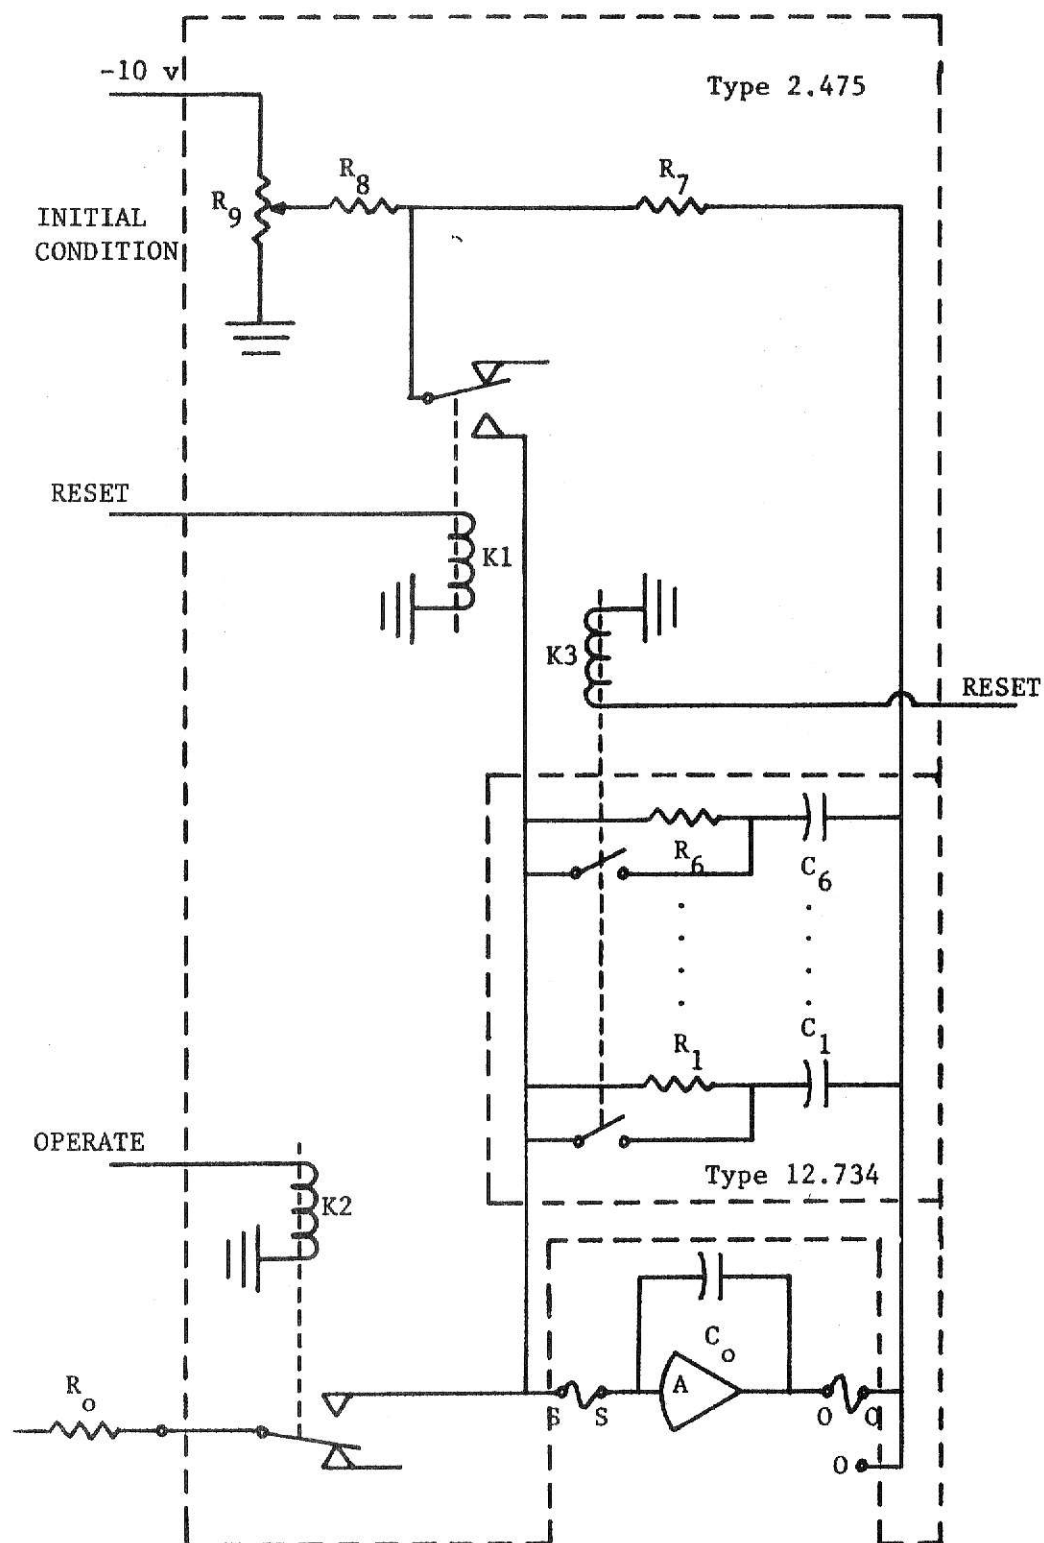 -10 v
Type 2.475
R8
R7
R9
INITIAL
CONDITION
RESET
K1
K3
RESET
R6
C6
C1
R1
OPERATE
Type 12.734
K2
Co
Ro
A
S S
O O
O